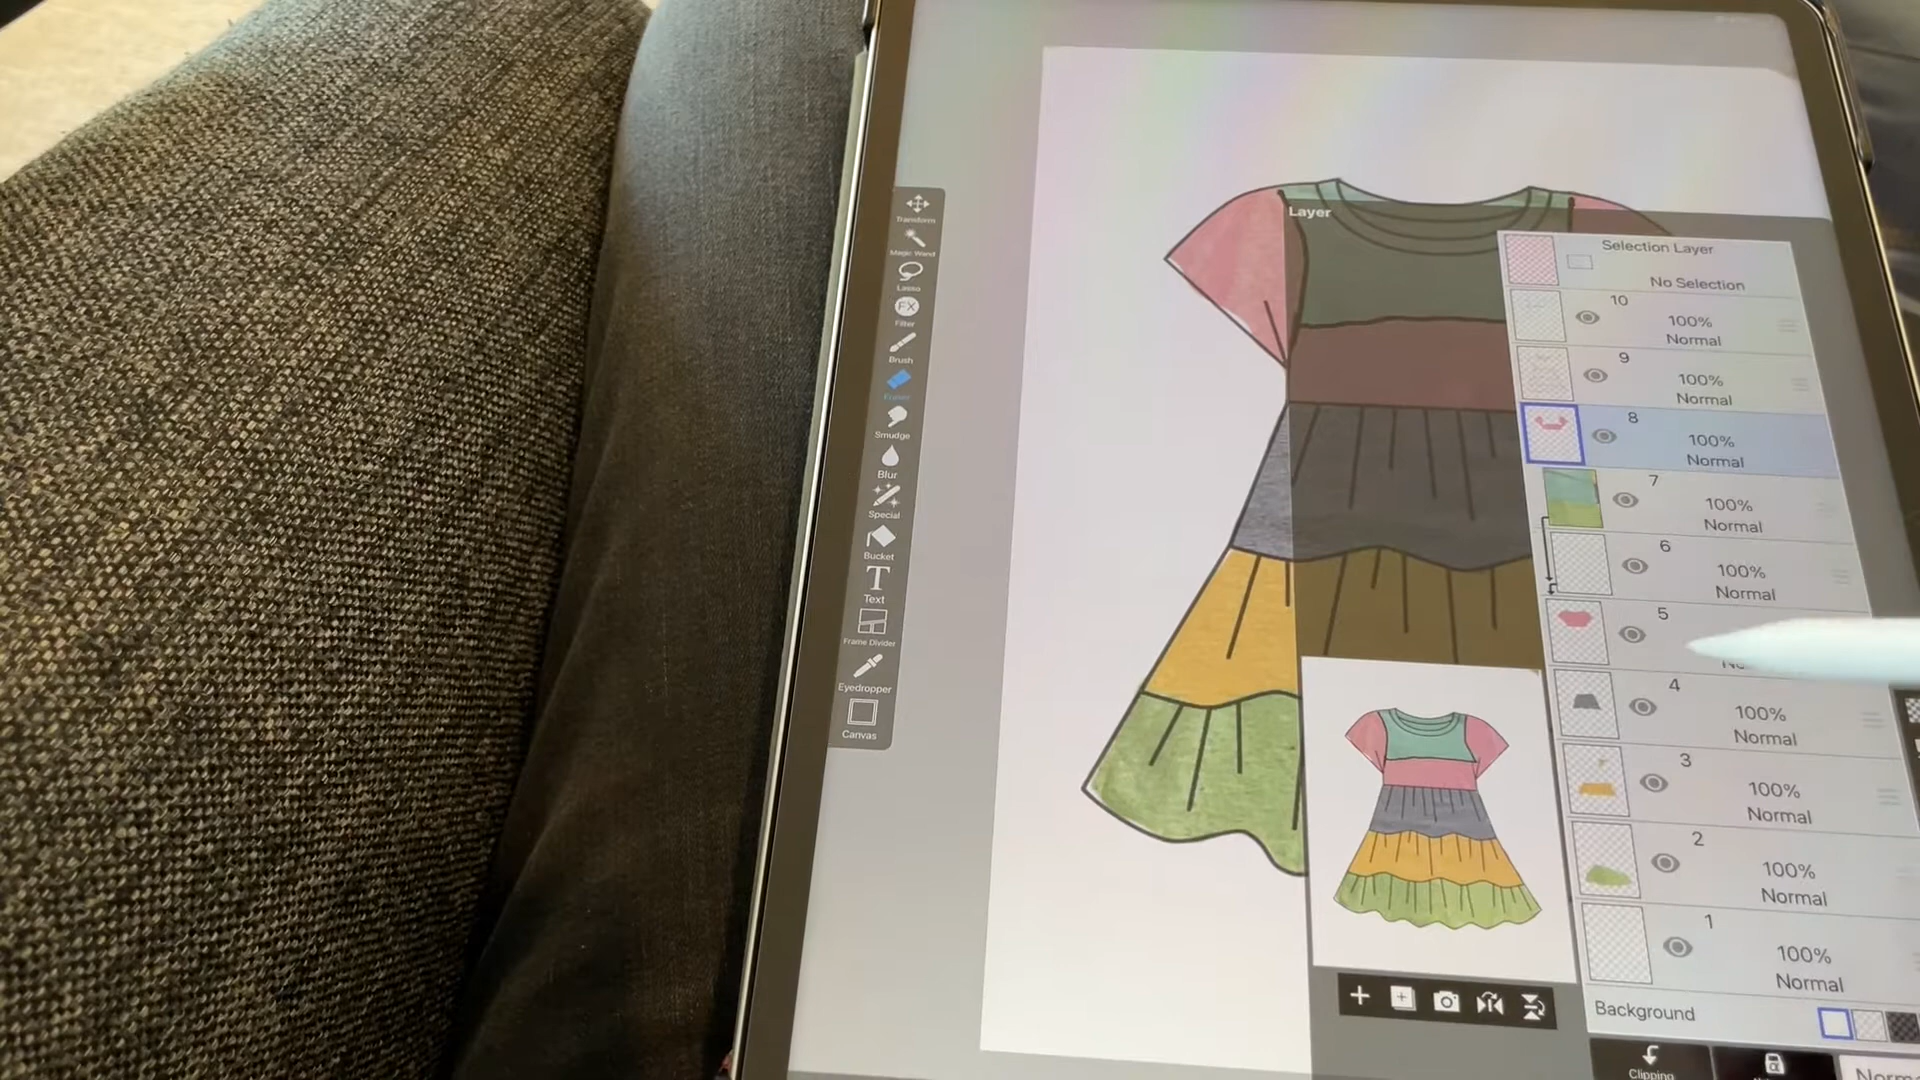 Transform
Magic Wand
Lasso
FX
Filter
Brush
Eraser
Smudge
Blur
Special
Bucket
T
Text
Frame Divider
Eyedropper
Canvas
Layer
Selection Layer
No Selection
10
100%
Normal
9
100%
Normal
8
100%
Normal
7
100%
Normal
6
100%
Normal
5
4
100%
Normal
3
100%
Normal
2
100%
Normal
1
100%
Normal
Background
Clipping